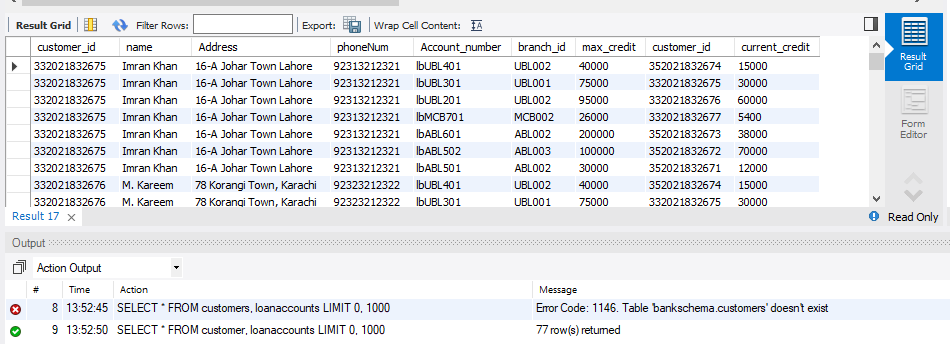 Result Grid Filter Rows: Export: Wrap Cell Content:
customer_id name Address phoneNum Account_number branch_id max_credit customer_id current_credit
332021832675 Imran Khan 16-A Johar Town Lahore 92313212321 lbUBL401 UBL002 40000 352021832674 15000
332021832675 Imran Khan 16-A Johar Town Lahore 92313212321 lbUBL301 UBL001 75000 332021832675 30000
332021832675 Imran Khan 16-A Johar Town Lahore 92313212321 lbUBL201 UBL002 95000 332021832676 60000
332021832675 Imran Khan 16-A Johar Town Lahore 92313212321 lbMCB701 MCB002 26000 332021832677 5400
332021832675 Imran Khan 16-A Johar Town Lahore 92313212321 lbABL601 ABL002 200000 352021832673 38000
332021832675 Imran Khan 16-A Johar Town Lahore 92313212321 lbABL502 ABL003 100000 352021832672 70000
332021832675 Imran Khan 16-A Johar Town Lahore 92313212321 lbABL501 ABL002 30000 352021832671 12000
332021832676 M. Kareem 78 Korangi Town, Karachi 92323212322 lbUBL401 UBL002 40000 352021832674 15000
332021832676 M. Kareem 78 Korangi Town, Karachi 92323212322 lbUBL301 UBL001 75000 332021832675 30000
Result
Grid
Form
Editor
Result 17
Read Only
Output
Action Output
# Time Action Message
8 13:52:45 SELECT * FROM customers, loanaccounts LIMIT 0, 1000 Error Code: 1146. Table 'bankschema.customers' doesn't exist
9 13:52:50 SELECT * FROM customer, loanaccounts LIMIT 0, 1000 77 row(s) returned